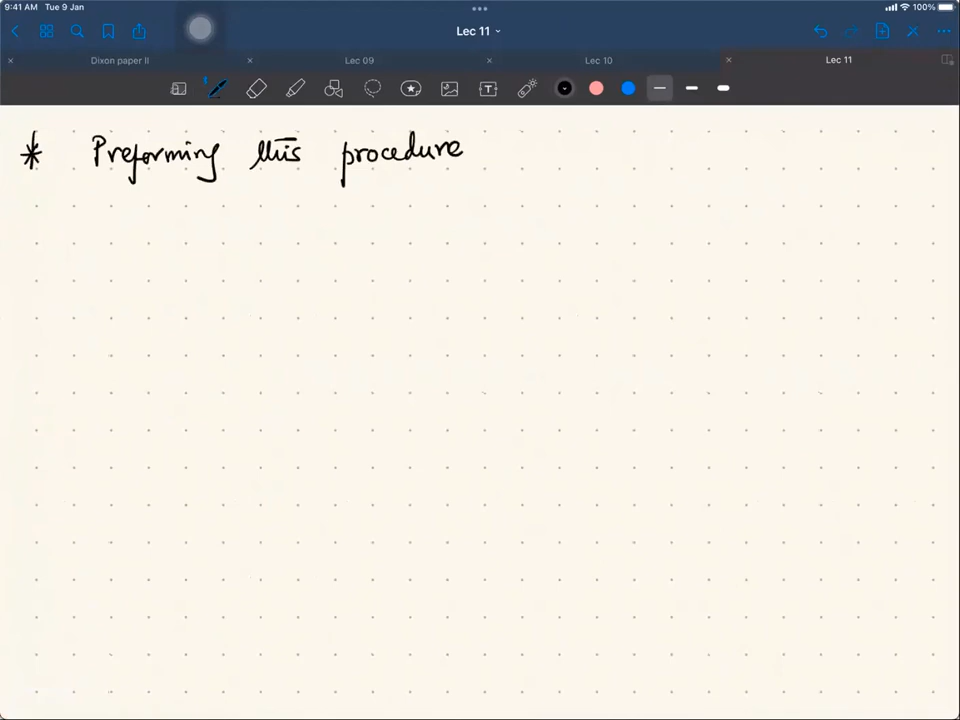 9:41 AM Tue 9 Jan
100%
Lec 11
Dixon paper II
Lec 09
Lec 10
Lec 11
* Preforming this procedure